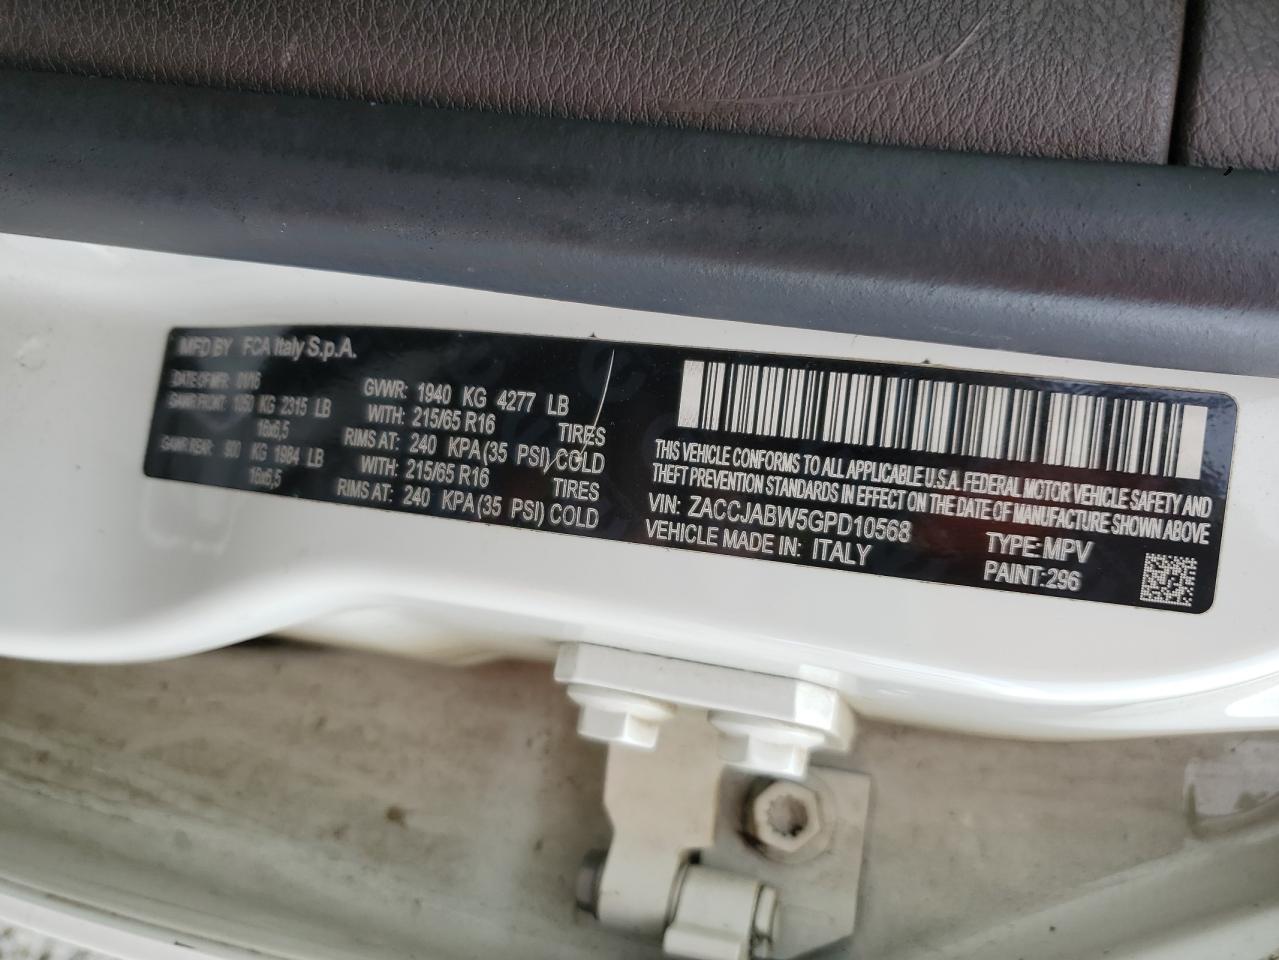 MFD BY FCA Italy S.p.A.
DATE OF MFR 01/16
GVWR: 1940 KG 4277 LB
GAWR FRONT: 1050 KG 2315 LB
WITH: 215/65 R16 TIRES
16x6,5
RIMS AT: 240 KPA (35 PSI) COLD
GAWR REAR: 900 KG 1984 LB
WITH: 215/65 R16 TIRES
16x6,5
RIMS AT: 240 KPA (35 PSI) COLD
THIS VEHICLE CONFORMS TO ALL APPLICABLE U.S.A. FEDERAL MOTOR VEHICLE SAFETY AND
THEFT PREVENTION STANDARDS IN EFFECT ON THE DATE OF MANUFACTURE SHOWN ABOVE
VIN: ZACCJABW5GPD10568
TYPE: MPV
VEHICLE MADE IN: ITALY
PAINT: 296